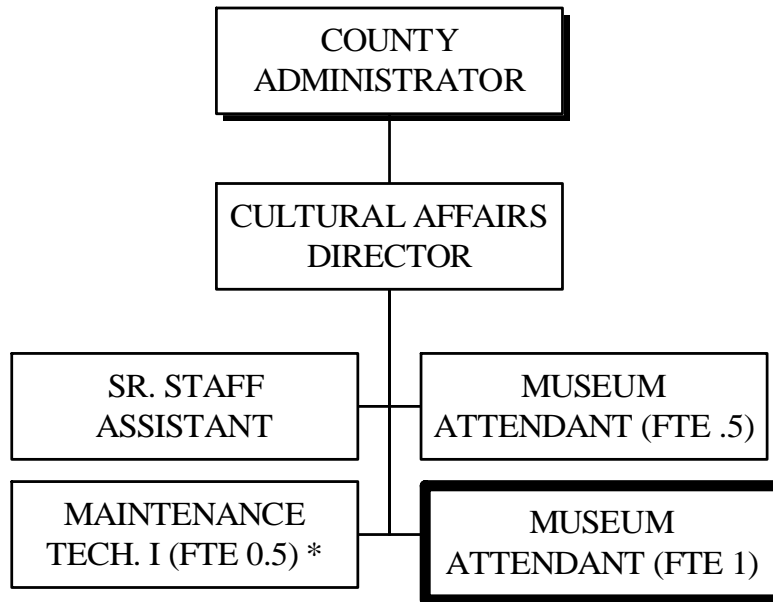 COUNTY
ADMINISTRATOR
CULTURAL AFFAIRS
DIRECTOR
SR. STAFF
ASSISTANT
MUSEUM
ATTENDANT (FTE .5)
MAINTENANCE
TECH. I (FTE 0.5) *
MUSEUM
ATTENDANT (FTE 1)